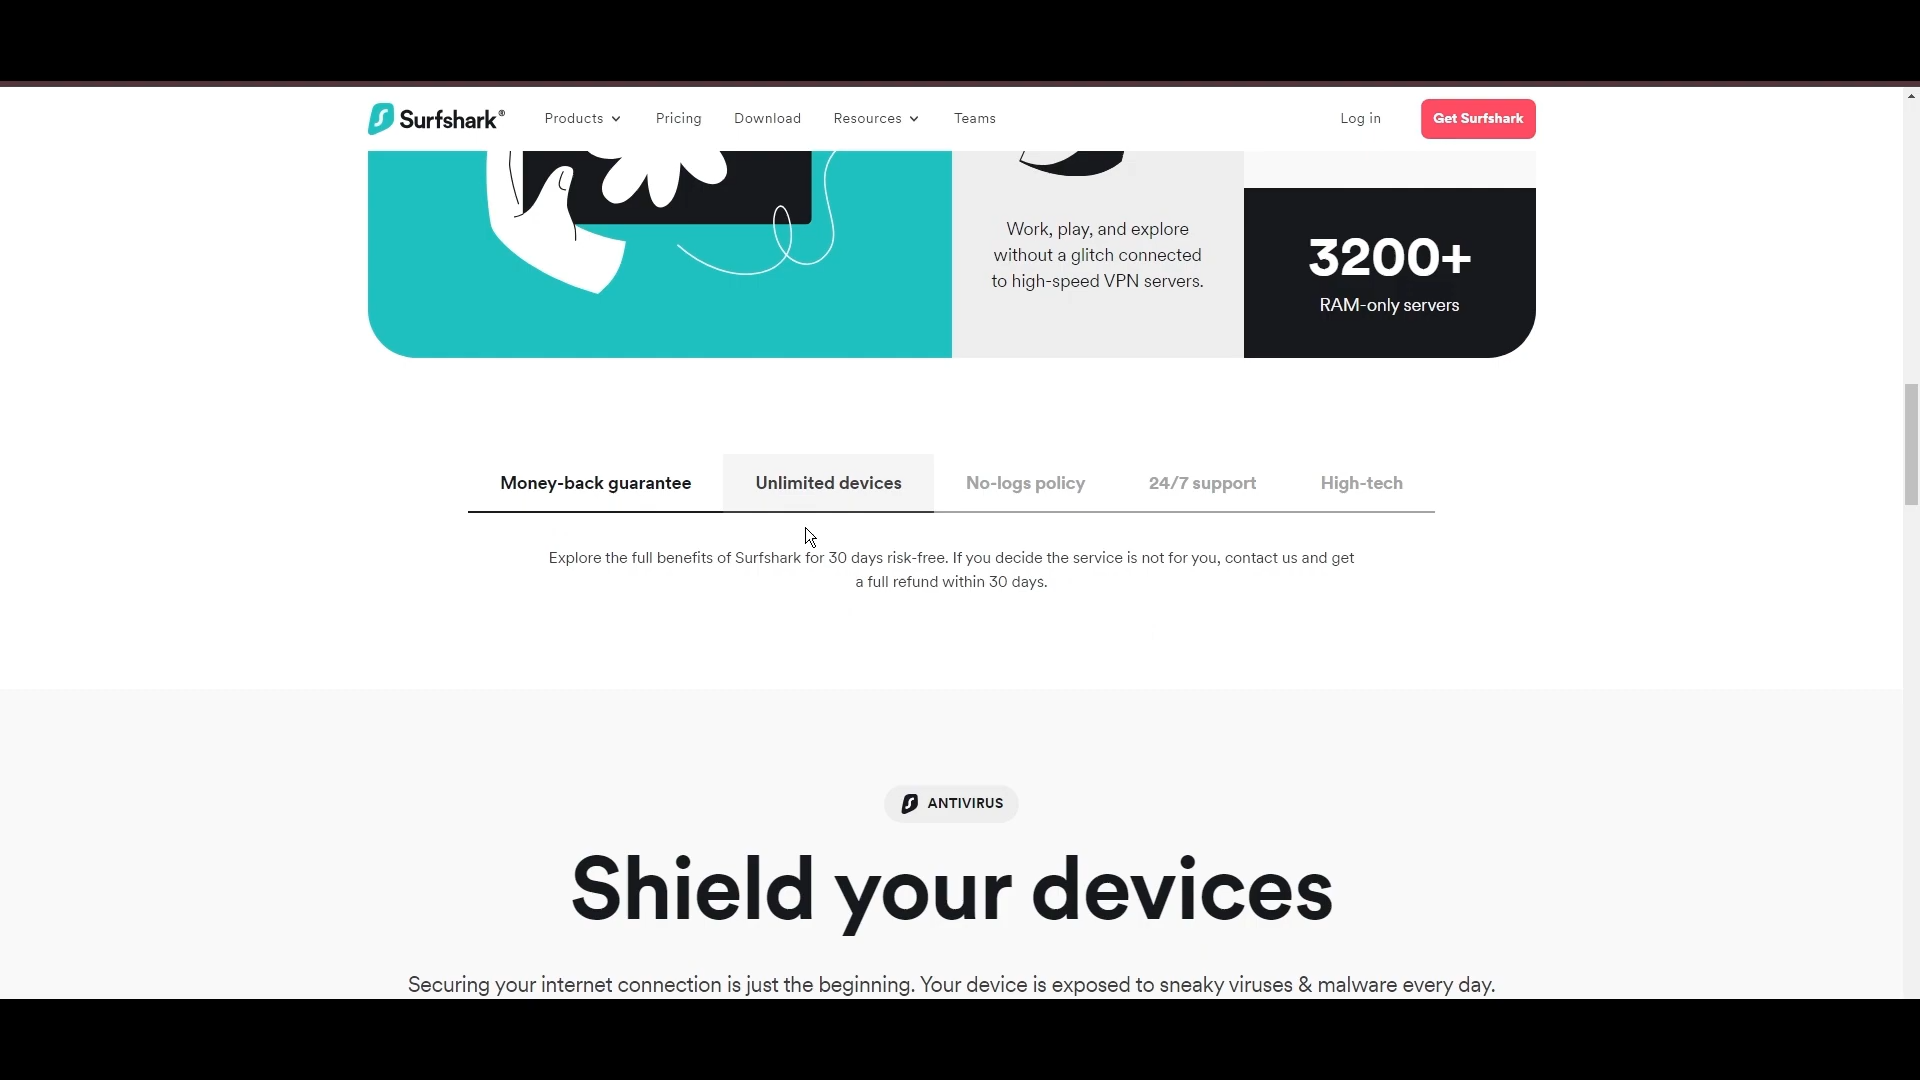 Surfshark®
Products
Pricing
Download
Resources
Teams
Log in
Get Surfshark
Work, play, and explore
without a glitch connected
to high-speed VPN servers.
3200+
RAM-only servers
Money-back guarantee
Unlimited devices
No-logs policy
24/7 support
High-tech
Explore the full benefits of Surfshark for 30 days risk-free. If you decide the service is not for you, contact us and get
a full refund within 30 days.
ANTIVIRUS
Shield your devices
Securing your internet connection is just the beginning. Your device is exposed to sneaky viruses & malware every day.